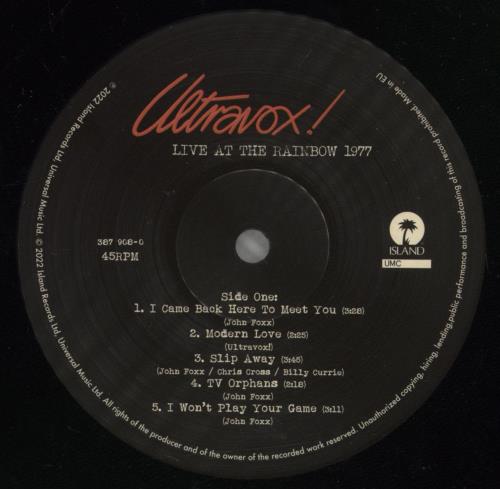 Ultravox!
LIVE AT THE RAINBOW 1977
387 908-0
45RPM
ISLAND
UMC
Side One:
1. I Came Back Here To Meet You (3:28)
(John Foxx)
2. Modern Love (2:25)
(Ultravox!)
3. Slip Away (3:45)
(John Foxx / Chris Cross / Billy Currie)
4. TV Orphans (2:18)
(John Foxx)
5. I Won't Play Your Game (3:11)
(John Foxx)
℗ 2022 Island Records Ltd, Universal Music Ltd. © 2022 Island Records Ltd, Universal Music Ltd. All rights of the producer and of the owner of the recorded work reserved. Unauthorized copying, hiring, lending, public performance and broadcasting of this record prohibited. Made in EU